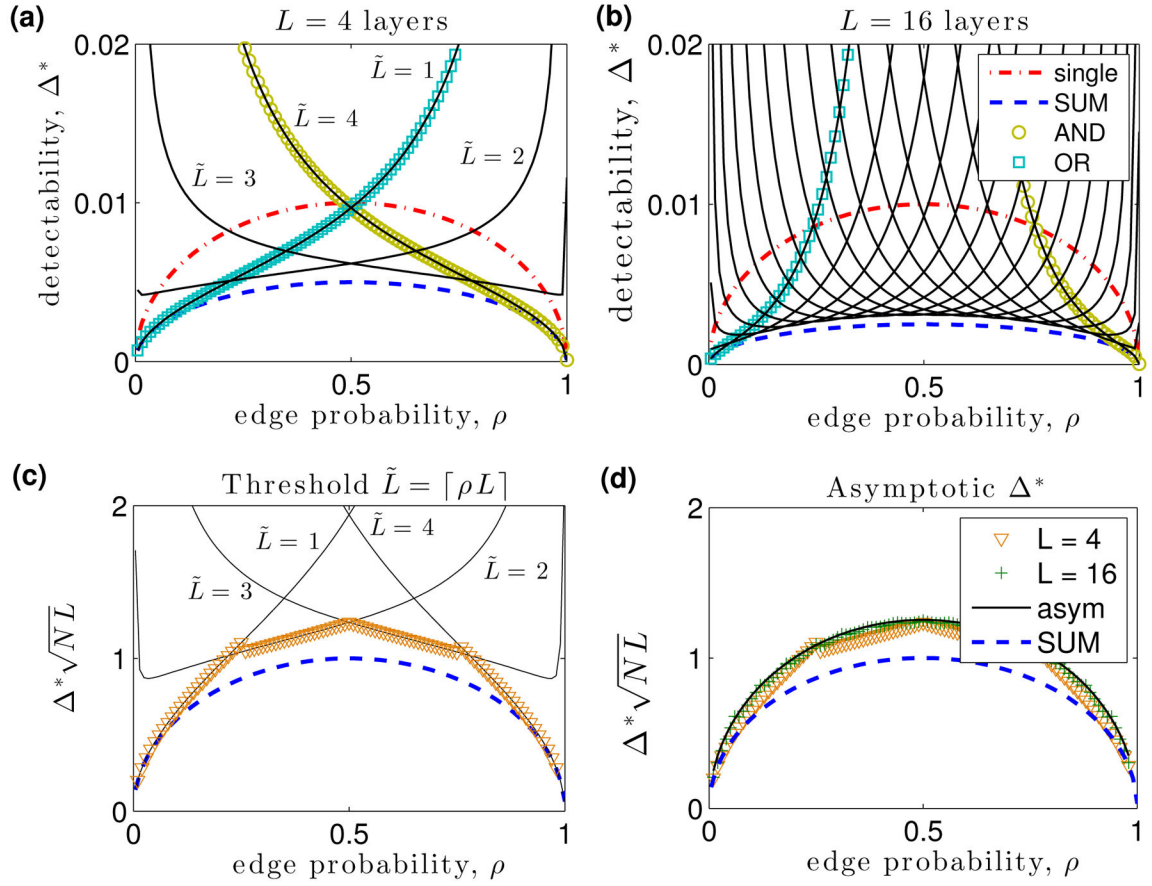 (a)
L = 4 layers
detectability, Δ*
0.02
0.01
0
L̃ = 1
L̃ = 4
L̃ = 2
L̃ = 3
0
0.5
1
edge probability, ρ
(b)
L = 16 layers
detectability, Δ*
0.02
0.01
0
single
SUM
AND
OR
0
0.5
1
edge probability, ρ
(c)
Threshold L̃ = ⌈ρL⌉
Δ*√NL
2
1
0
L̃ = 1
L̃ = 4
L̃ = 3
L̃ = 2
0
0.5
1
edge probability, ρ
(d)
Asymptotic Δ*
Δ*√NL
2
1
0
L = 4
L = 16
asym
SUM
0
0.5
1
edge probability, ρ